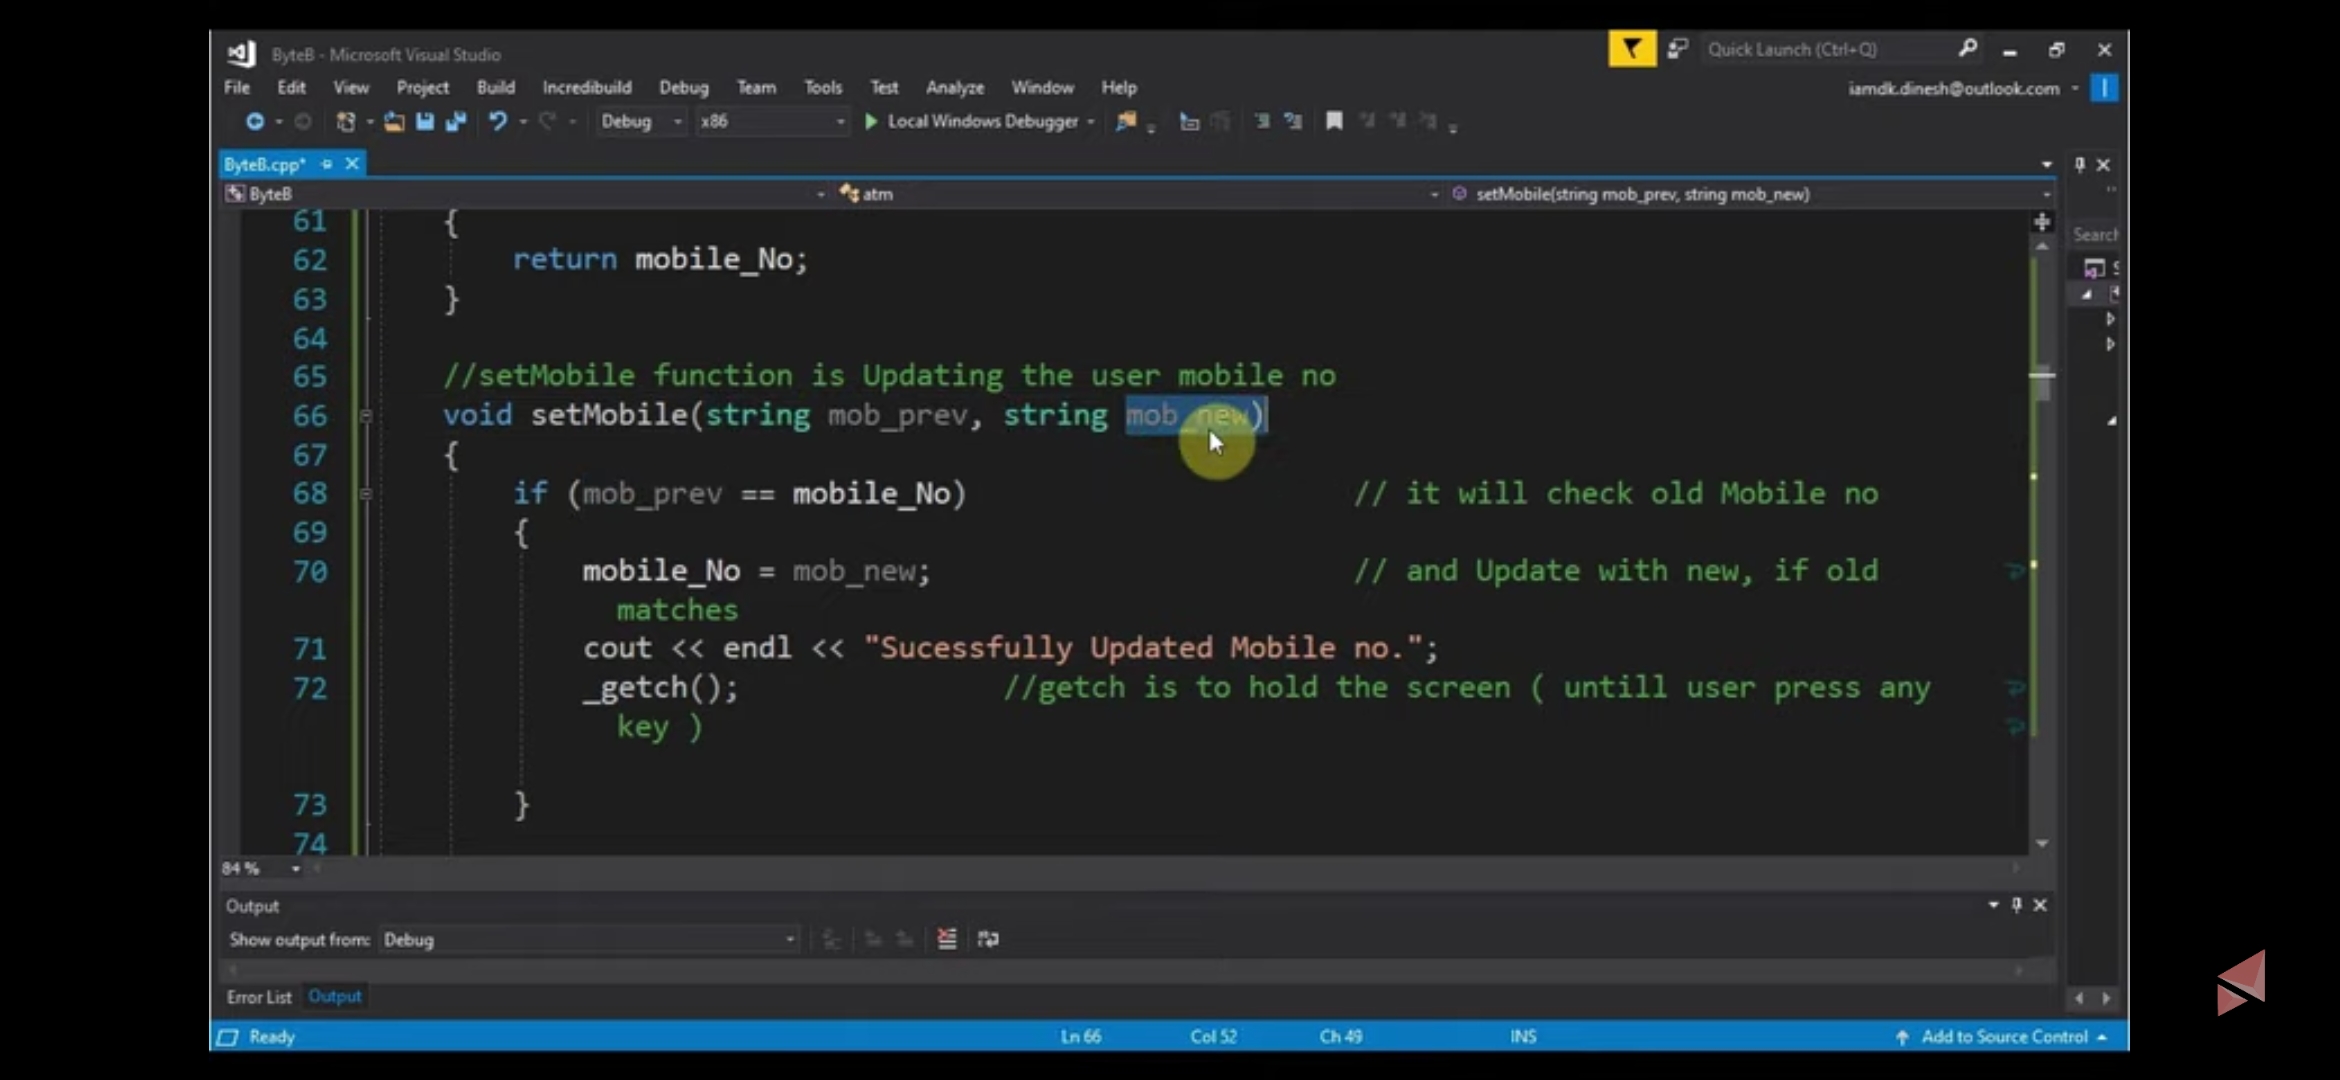 ByteB - Microsoft Visual Studio
Quick Launch (Ctrl+Q)
File Edit View Project Build Incredibuild Debug Team Tools Test Analyze Window Help
iamdk.dinesh@outlook.com
Debug x86 Local Windows Debugger
ByteB.cpp*
ByteB atm setMobile(string mob_prev, string mob_new)
Search
61 {
62 return mobile_No;
63 }
64
65 //setMobile function is Updating the user mobile no
66 void setMobile(string mob_prev, string mob_new)
67 {
68 if (mob_prev == mobile_No) // it will check old Mobile no
69 {
70 mobile_No = mob_new; // and Update with new, if old
matches
71 cout << endl << "Sucessfully Updated Mobile no.";
72 _getch(); //getch is to hold the screen ( untill user press any
key )
73 }
74
84 %
Output
Show output from: Debug
Error List Output
Ready Ln 66 Col 52 Ch 49 INS Add to Source Control